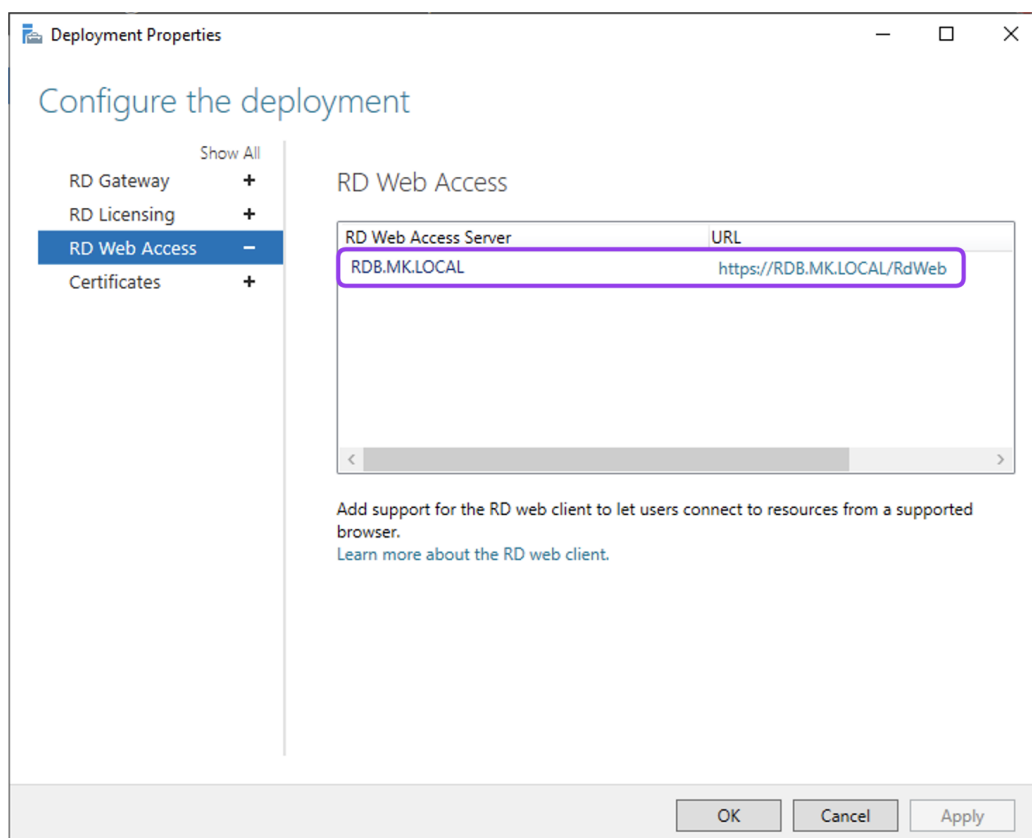 Deployment Properties
Configure the deployment
Show All
RD Gateway +
RD Licensing +
RD Web Access –
Certificates +
RD Web Access
RD Web Access Server URL
RDB.MK.LOCAL https://RDB.MK.LOCAL/RdWeb
Add support for the RD web client to let users connect to resources from a supported
browser.
Learn more about the RD web client.
OK Cancel Apply